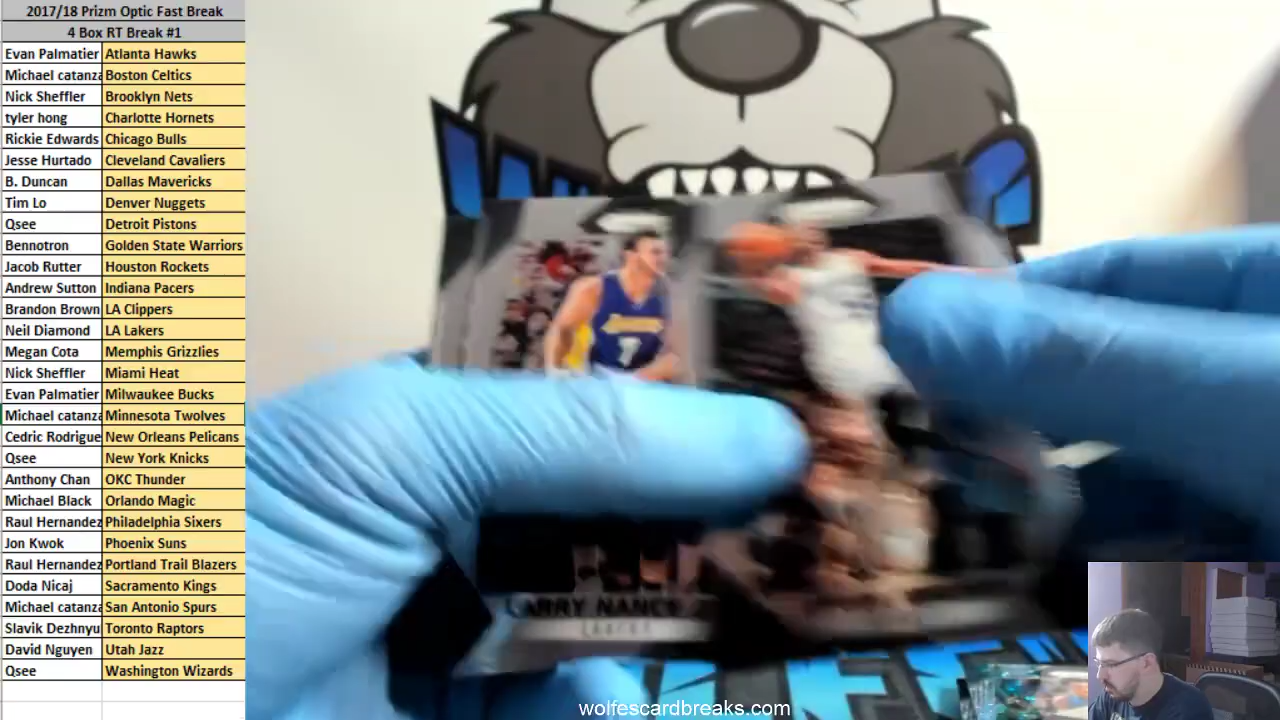 2017/18 Prizm Optic Fast Break
4 Box RT Break #1
Evan Palmatier Atlanta Hawks
Michael catanza Boston Celtics
Nick Sheffler Brooklyn Nets
tyler hong Charlotte Hornets
Rickie Edwards Chicago Bulls
Jesse Hurtado Cleveland Cavaliers
B. Duncan Dallas Mavericks
Tim Lo Denver Nuggets
Qsee Detroit Pistons
Bennotron Golden State Warriors
Jacob Rutter Houston Rockets
Andrew Sutton Indiana Pacers
Brandon Brown LA Clippers
Neil Diamond LA Lakers
Megan Cota Memphis Grizzlies
Nick Sheffler Miami Heat
Evan Palmatier Milwaukee Bucks
Michael catanza Minnesota Twolves
Cedric Rodrigue New Orleans Pelicans
Qsee New York Knicks
Anthony Chan OKC Thunder
Michael Black Orlando Magic
Raul Hernandez Philadelphia Sixers
Jon Kwok Phoenix Suns
Raul Hernandez Portland Trail Blazers
Doda Nicaj Sacramento Kings
Michael catanza San Antonio Spurs
Slavik Dezhnyu Toronto Raptors
David Nguyen Utah Jazz
Qsee Washington Wizards
7
LARRY NANCE
LAKERS
wolfescardbreaks.com